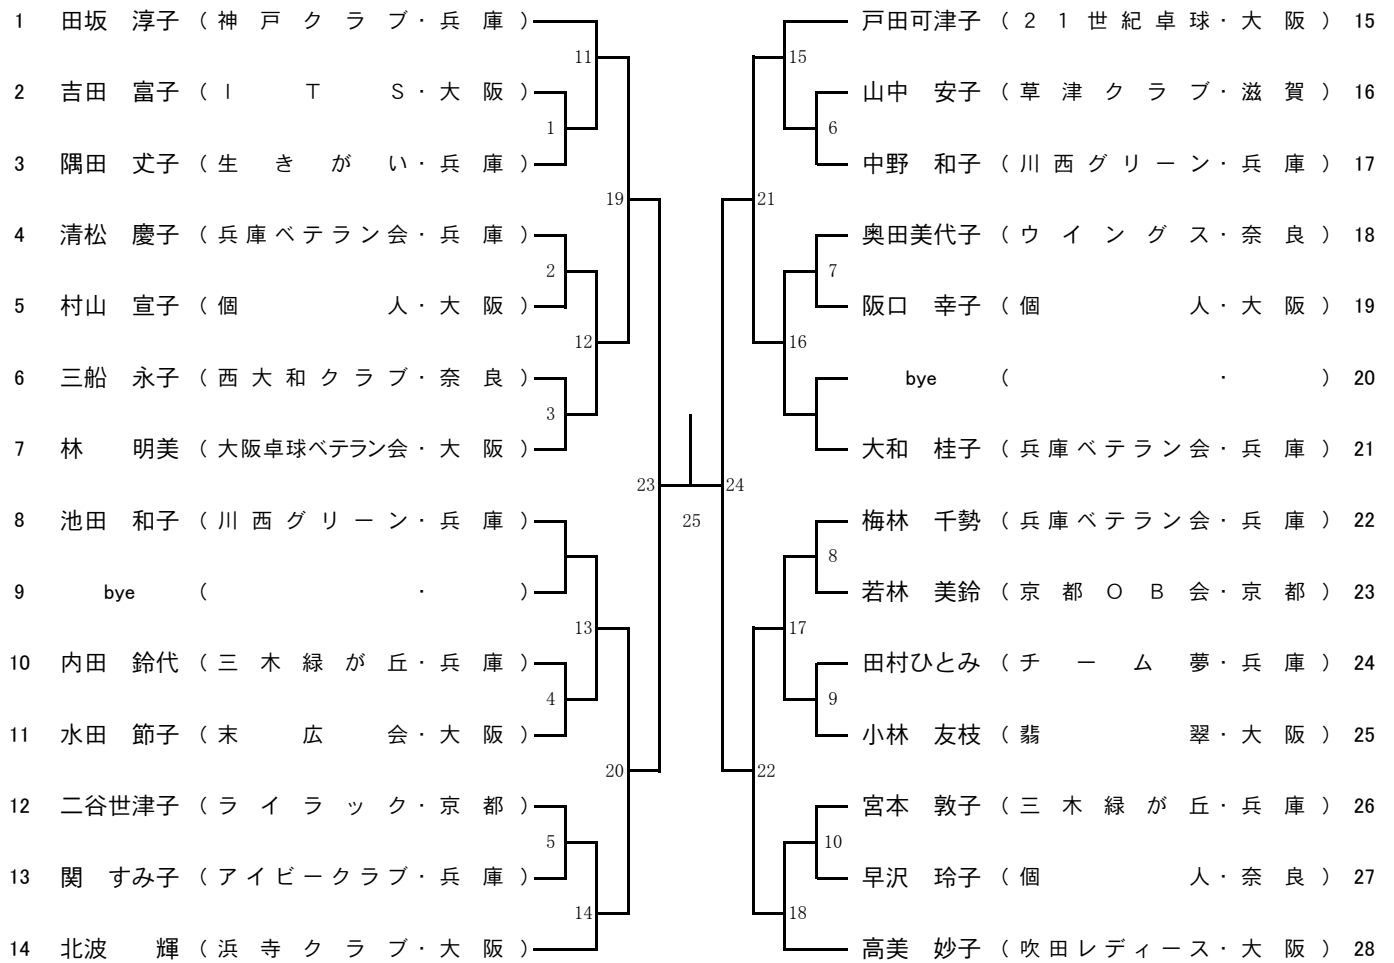 1 田坂 淳子 (神戸クラブ・兵庫)
11
2 吉田 富子 (ITS・大阪)
1
3 隅田 丈子 (生きがい・兵庫)
19
4 清松 慶子 (兵庫ベテラン会・兵庫)
2
5 村山 宣子 (個人・大阪)
12
6 三船 永子 (西大和クラブ・奈良)
3
7 林 明美 (大阪卓球ベテラン会・大阪)
23
8 池田 和子 (川西グリーン・兵庫)
9 bye ( ・ )
13
10 内田 鈴代 (三木緑が丘・兵庫)
4
11 水田 節子 (末広会・大阪)
20
12 二谷世津子 (ライラック・京都)
5
13 関 すみ子 (アイビークラブ・兵庫)
14
14 北波 輝 (浜寺クラブ・大阪)
25
戸田可津子 (21世紀卓球・大阪) 15
15
山中 安子 (草津クラブ・滋賀) 16
6
中野 和子 (川西グリーン・兵庫) 17
21
奥田美代子 (ウイングス・奈良) 18
7
阪口 幸子 (個人・大阪) 19
16
bye ( ・ ) 20
大和 桂子 (兵庫ベテラン会・兵庫) 21
24
梅林 千勢 (兵庫ベテラン会・兵庫) 22
8
若林 美鈴 (京都OB会・京都) 23
17
田村ひとみ (チーム夢・兵庫) 24
9
小林 友枝 (翡翠・大阪) 25
22
宮本 敦子 (三木緑が丘・兵庫) 26
10
早沢 玲子 (個人・奈良) 27
18
高美 妙子 (吹田レディース・大阪) 28